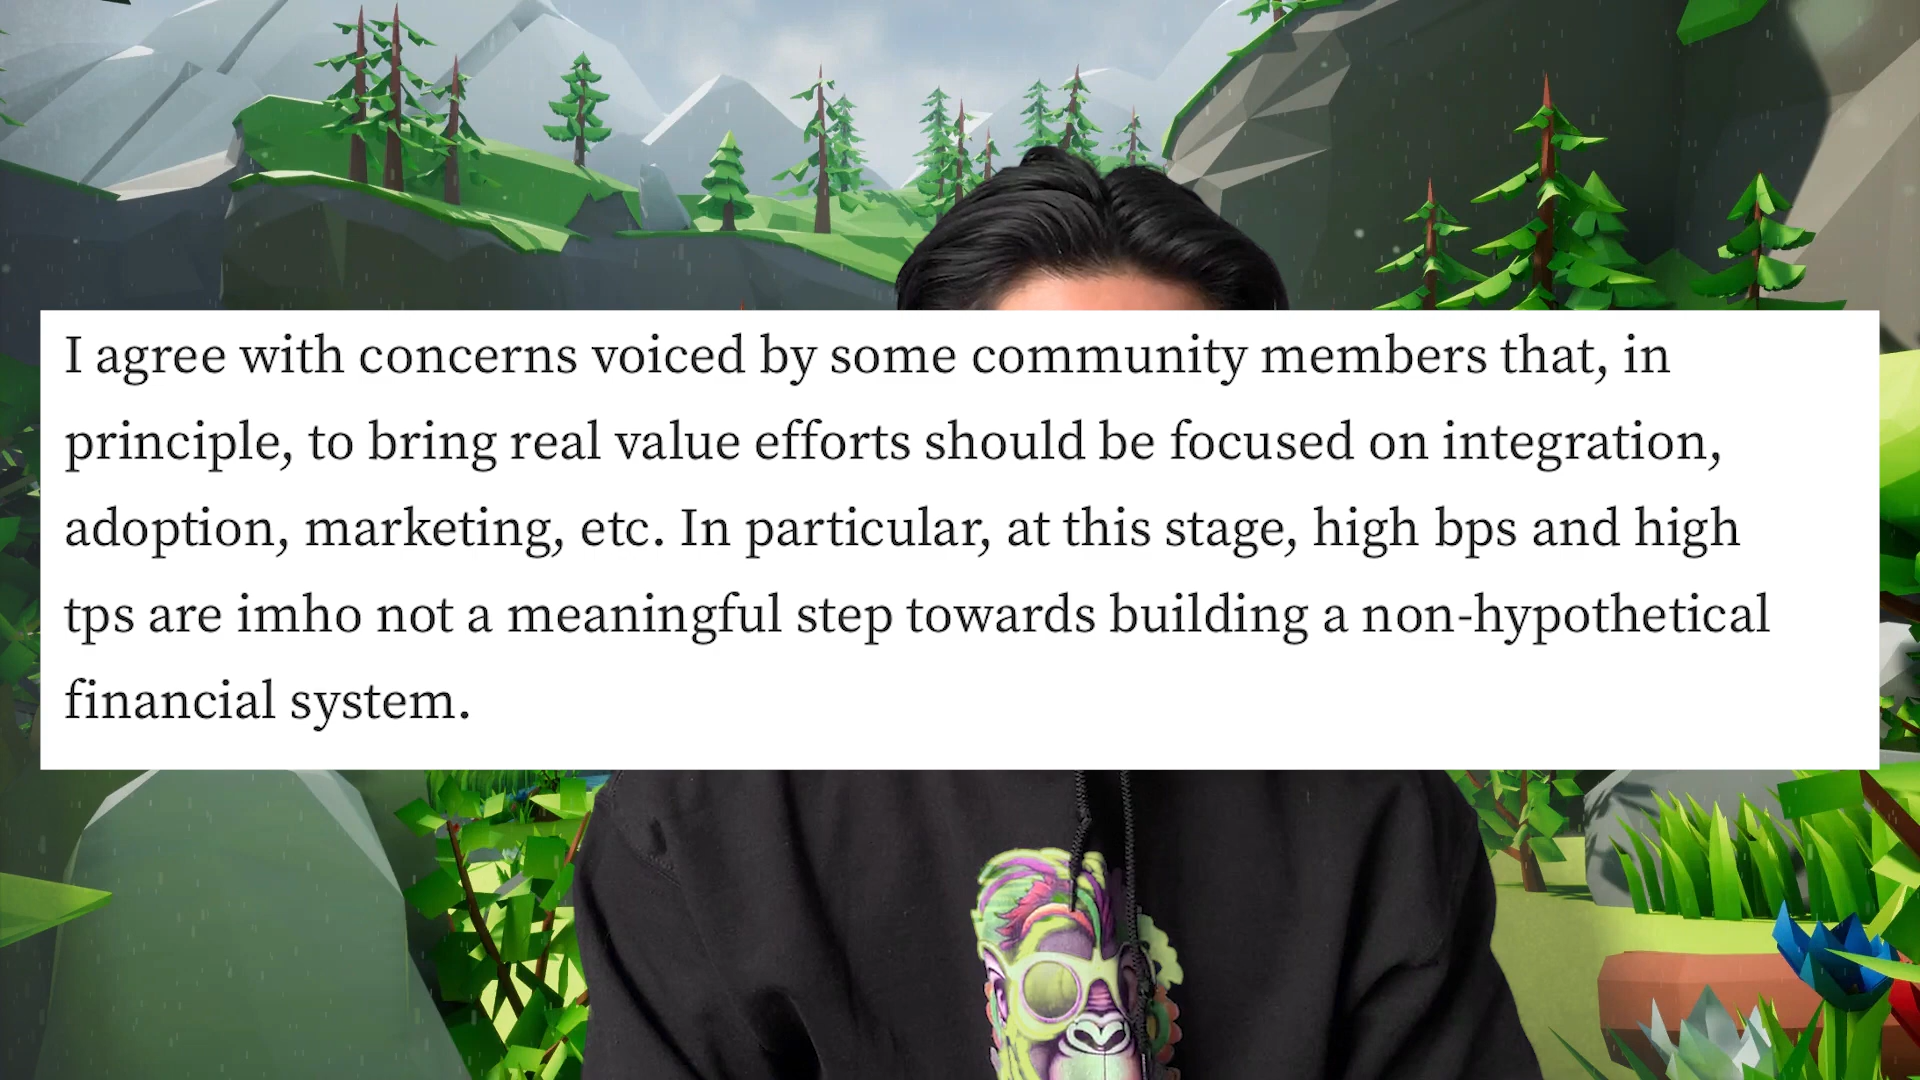 I agree with concerns voiced by some community members that, in
principle, to bring real value efforts should be focused on integration,
adoption, marketing, etc. In particular, at this stage, high bps and high
tps are imho not a meaningful step towards building a non-hypothetical
financial system.